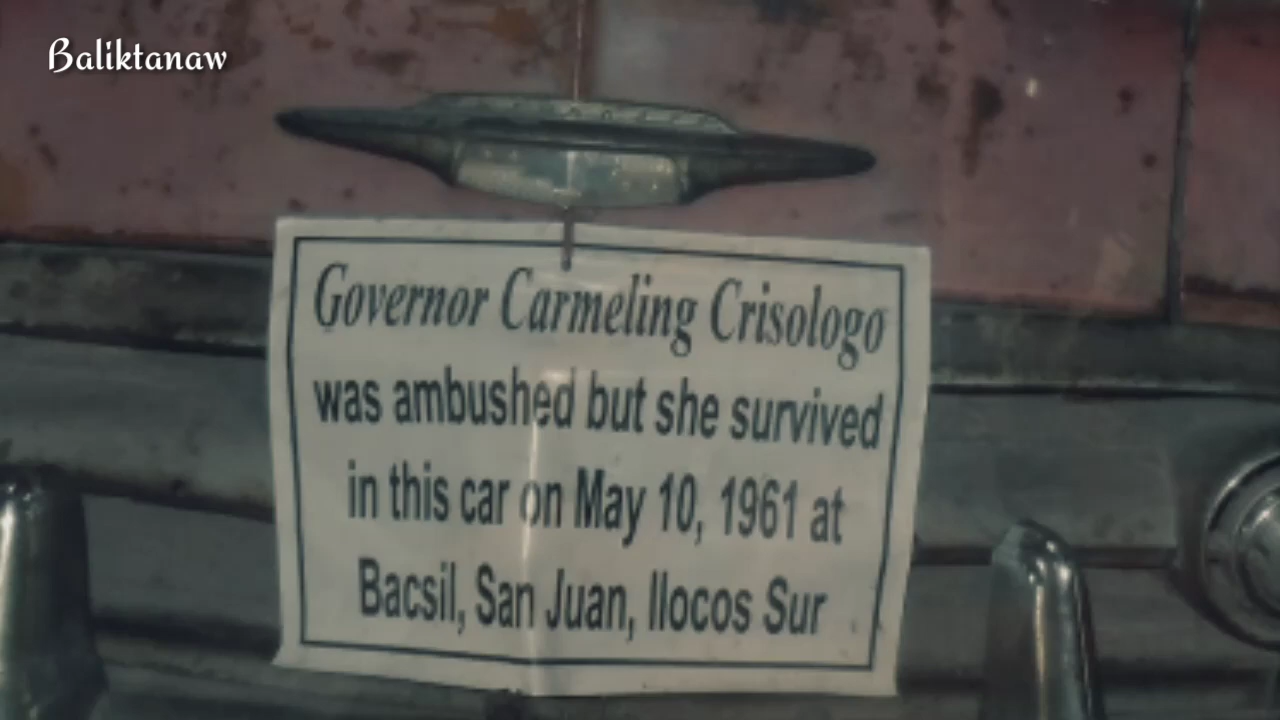 Baliktanaw
Governor Carmeling Crisologo
was ambushed but she survived
in this car on May 10, 1961 at
Bacsil, San Juan, Ilocos Sur